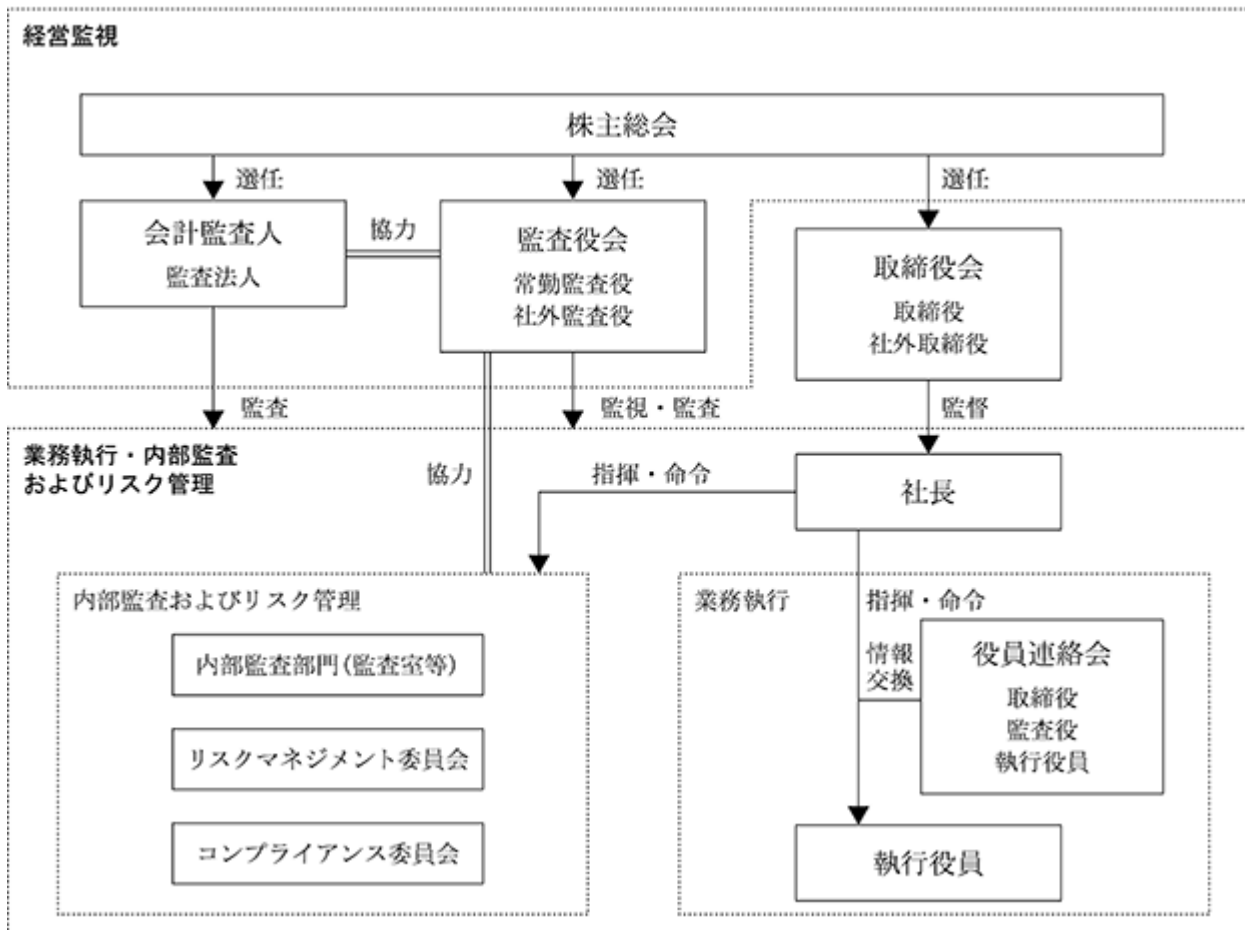 経営監視
株主総会
選任
選任
選任
会計監査人
監査法人
協力
監査役会
常勤監査役
社外監査役
取締役会
取締役
社外取締役
監査
監視・監査
監督
業務執行・内部監査
およびリスク管理
協力
指揮・命令
社長
内部監査およびリスク管理
内部監査部門(監査室等)
リスクマネジメント委員会
コンプライアンス委員会
業務執行
指揮・命令
情報
交換
役員連絡会
取締役
監査役
執行役員
執行役員